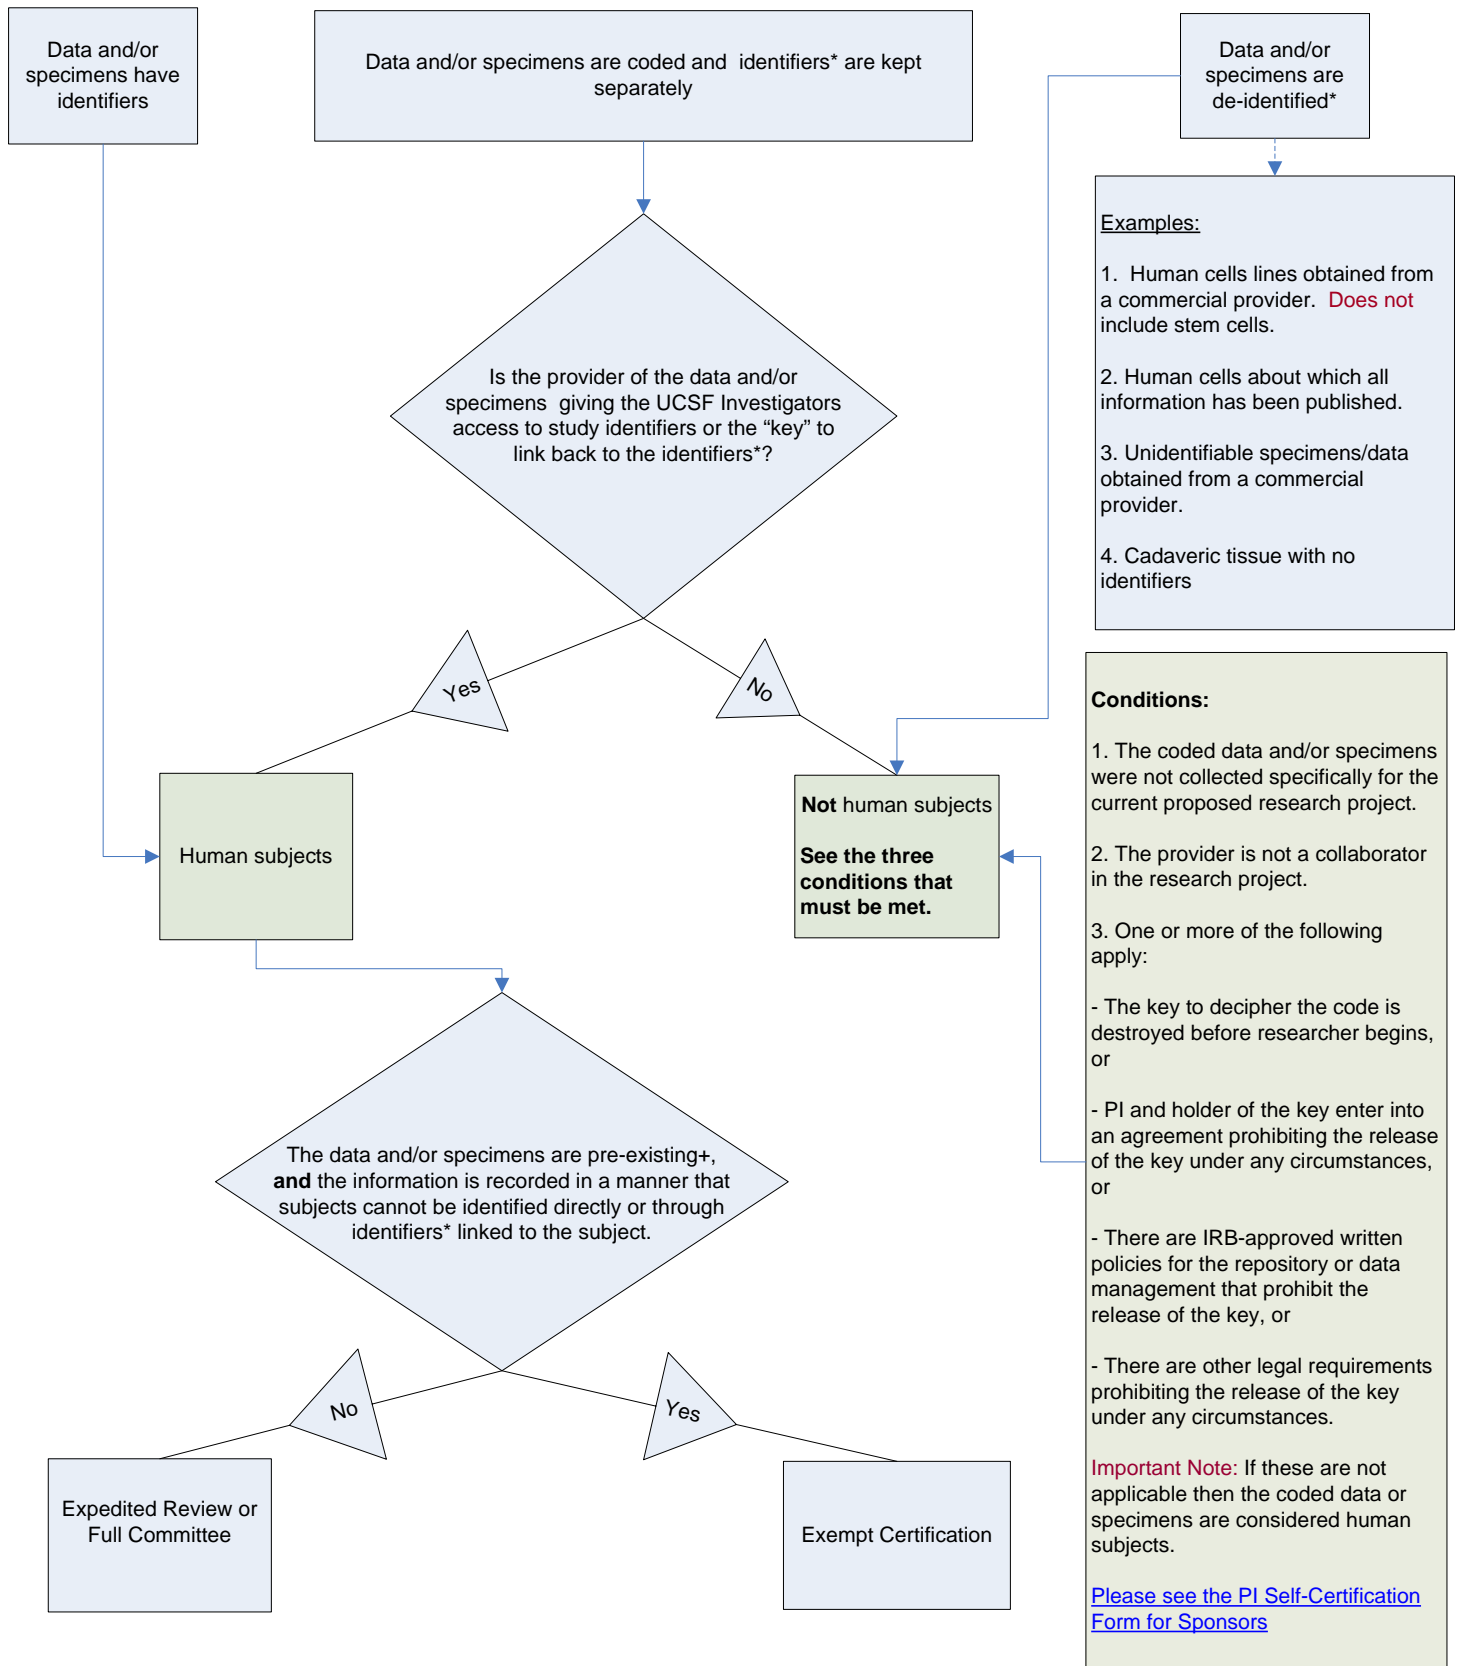 Data and/or
specimens have
identifiers
Data and/or specimens are coded and identifiers* are kept
separately
Data and/or
specimens are
de-identified*
Examples:
1. Human cells lines obtained from
a commercial provider. Does not
include stem cells.
2. Human cells about which all
information has been published.
3. Unidentifiable specimens/data
obtained from a commercial
provider.
4. Cadaveric tissue with no
identifiers
Is the provider of the data and/or
specimens giving the UCSF Investigators
access to study identifiers or the “key” to
link back to the identifiers*?
Yes
No
Human subjects
Not human subjects
See the three
conditions that
must be met.
Conditions:
1. The coded data and/or specimens
were not collected specifically for the
current proposed research project.
2. The provider is not a collaborator
in the research project.
3. One or more of the following
apply:
- The key to decipher the code is
destroyed before researcher begins,
or
- PI and holder of the key enter into
an agreement prohibiting the release
of the key under any circumstances,
or
- There are IRB-approved written
policies for the repository or data
management that prohibit the
release of the key, or
- There are other legal requirements
prohibiting the release of the key
under any circumstances.
Important Note: If these are not
applicable then the coded data or
specimens are considered human
subjects.
Please see the PI Self-Certification
Form for Sponsors
The data and/or specimens are pre-existing+,
and the information is recorded in a manner that
subjects cannot be identified directly or through
identifiers* linked to the subject.
No
Yes
Expedited Review or
Full Committee
Exempt Certification